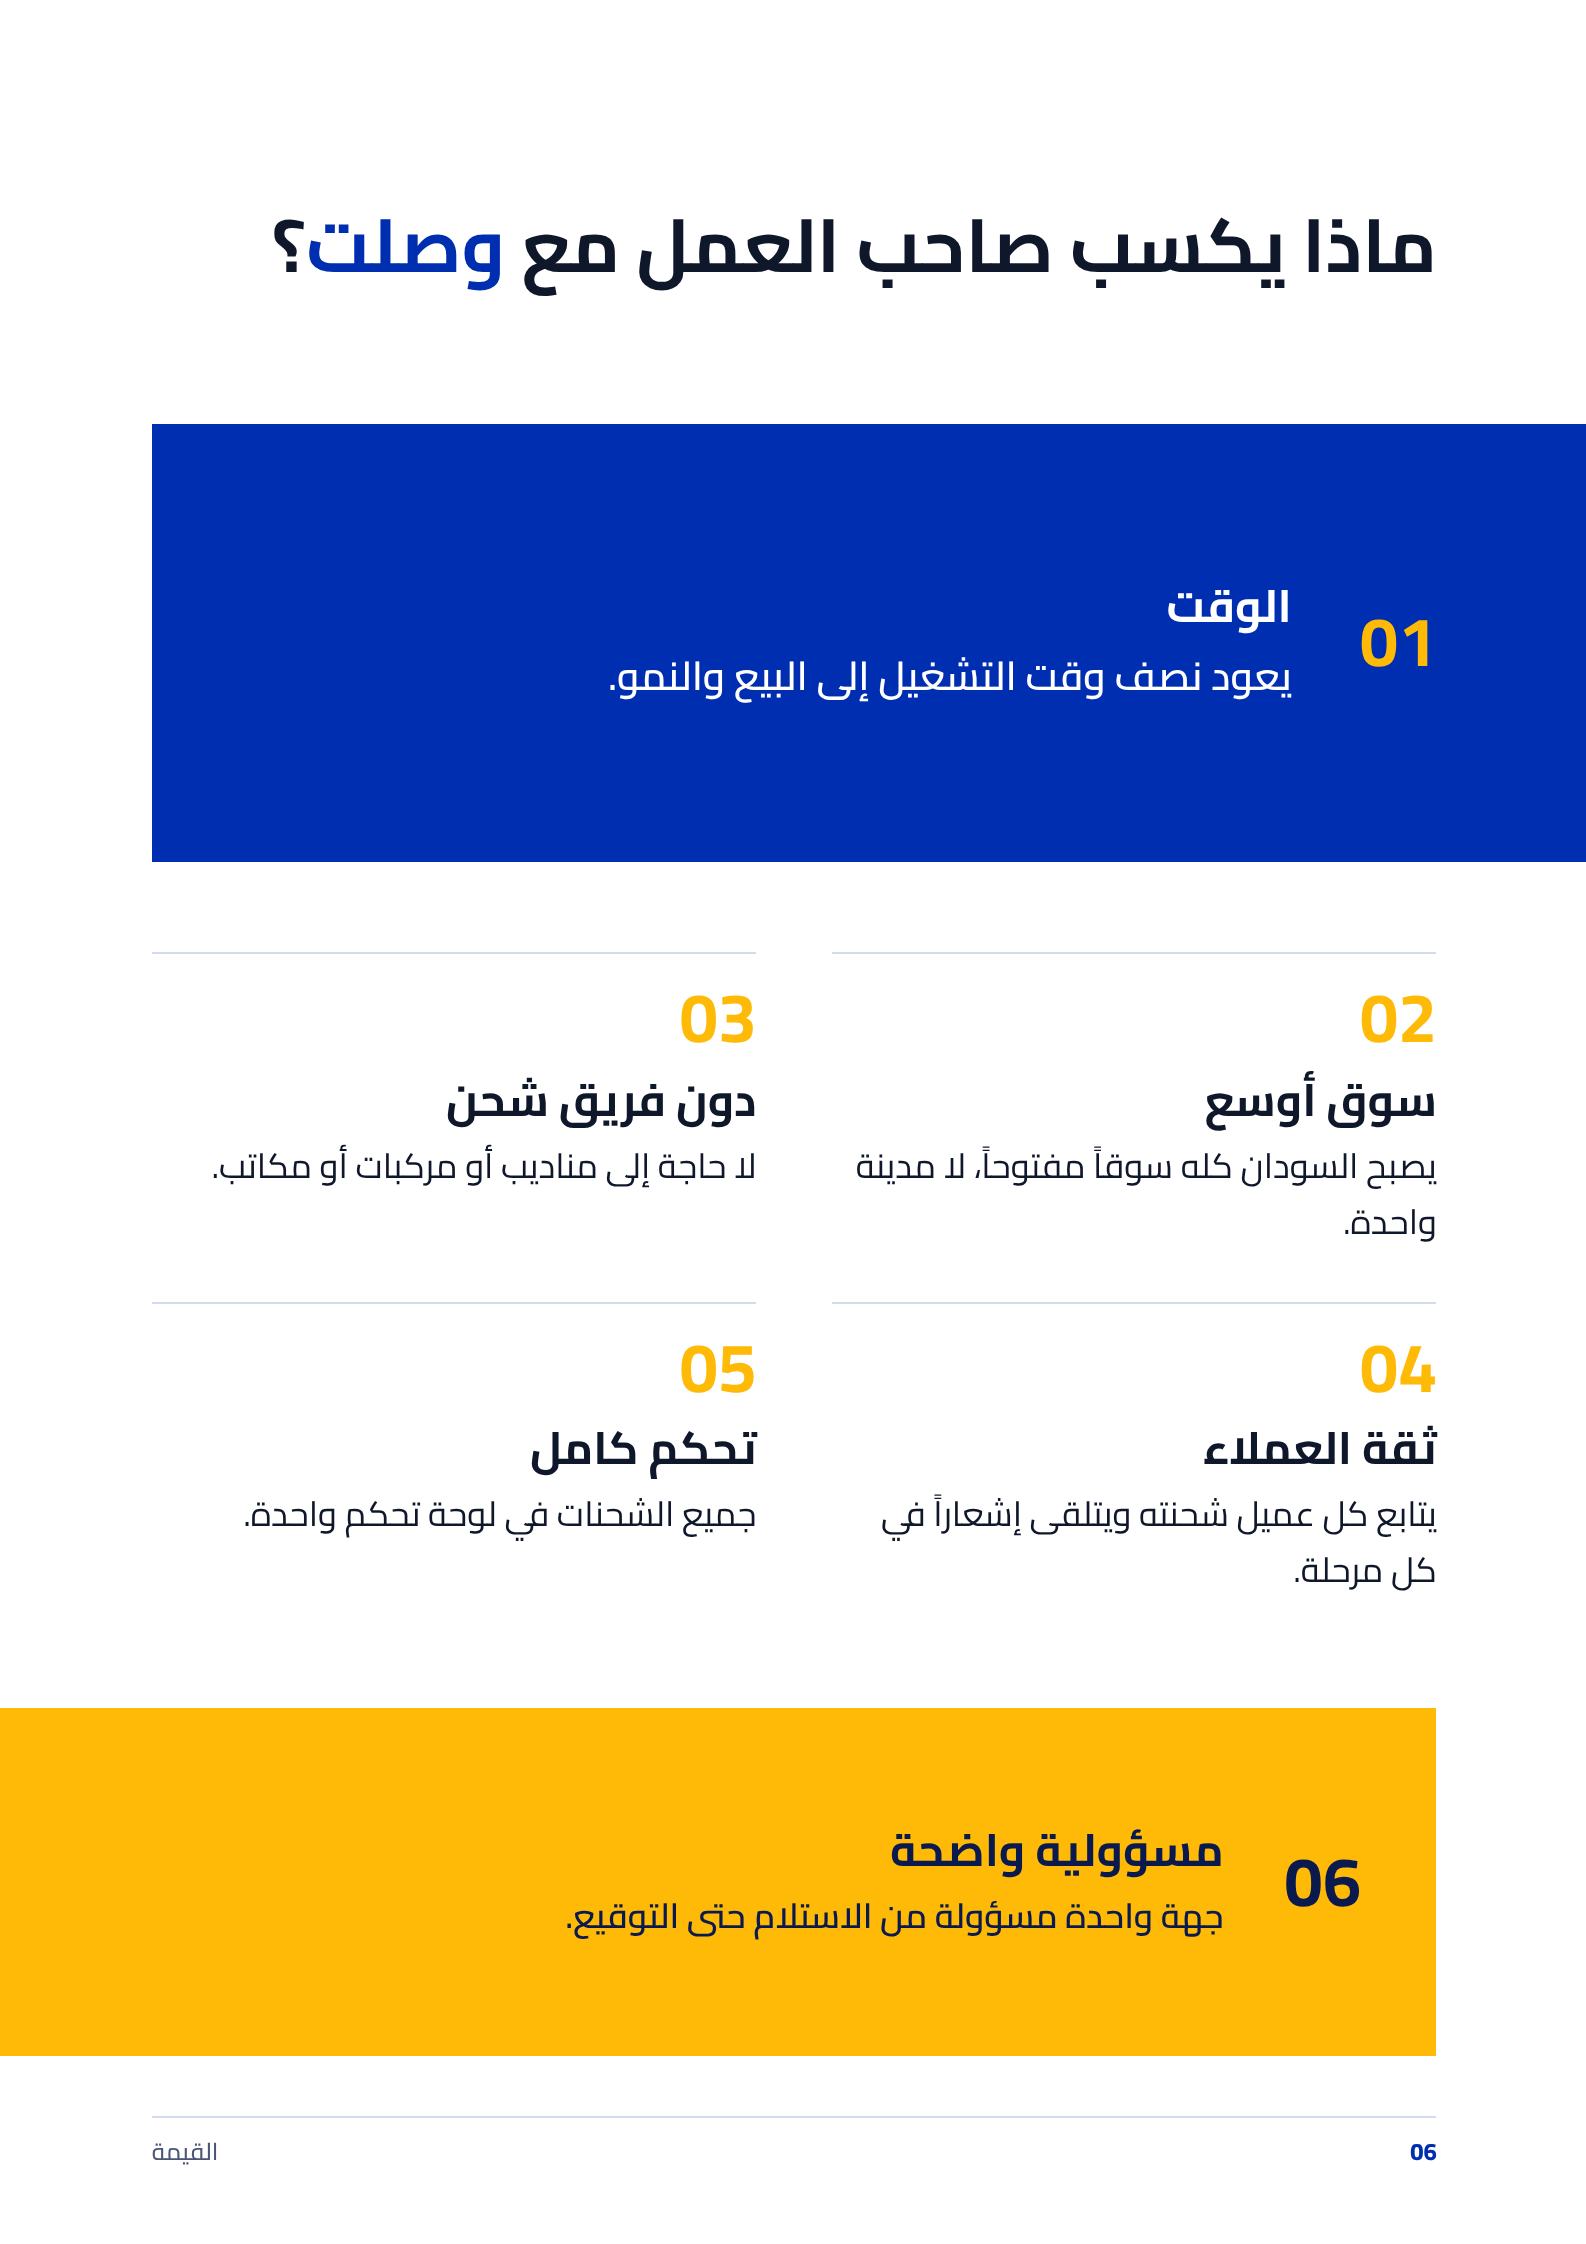 ماذا يكسب صاحب العمل مع وصلت؟
01
الوقت
يعود نصف وقت التشغيل إلى البيع والنمو.
02
سوق أوسع
يصبح السودان كله سوقاً مفتوحاً، لا مدينة
واحدة.
03
دون فريق شحن
لا حاجة إلى مناديب أو مركبات أو مكاتب.
04
ثقة العملاء
يتابع كل عميل شحنته ويتلقى إشعاراً في
كل مرحلة.
05
تحكم كامل
جميع الشحنات في لوحة تحكم واحدة.
06
مسؤولية واضحة
جهة واحدة مسؤولة من الاستلام حتى التوقيع.
06
القيمة